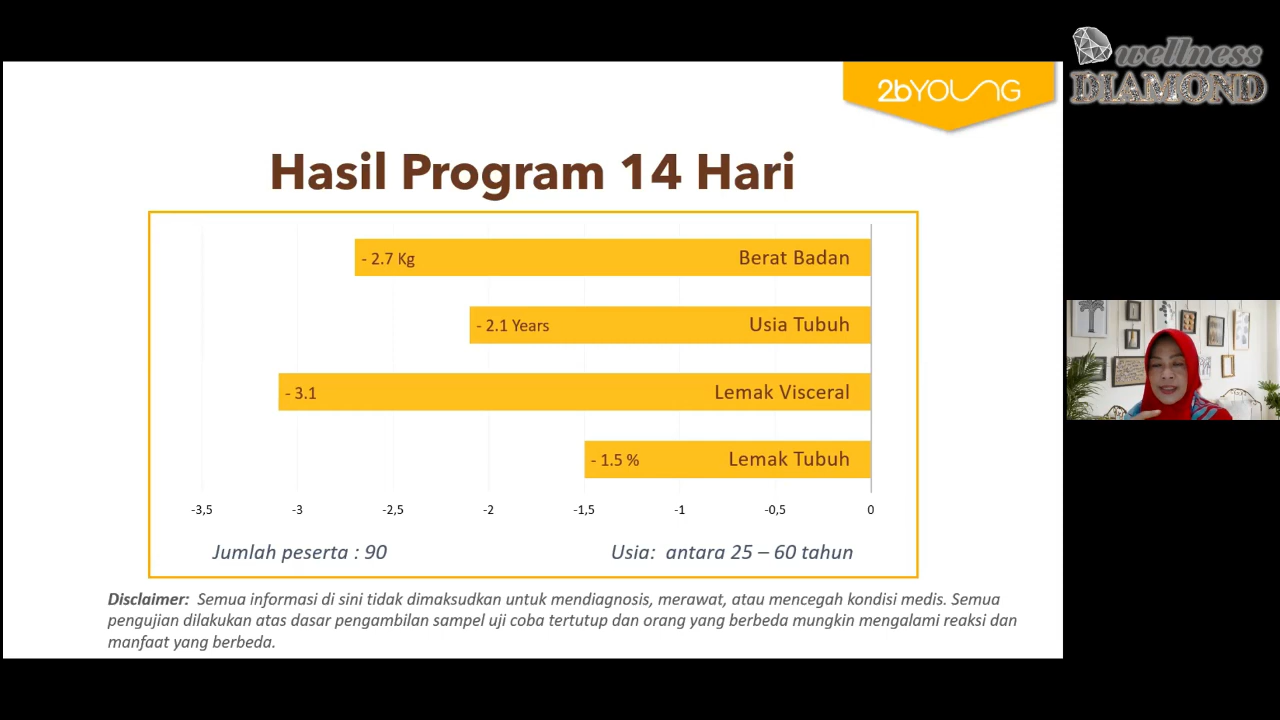 wellness
DIAMOND
2bYOUNG
Hasil Program 14 Hari
- 2.7 Kg Berat Badan
- 2.1 Years Usia Tubuh
- 3.1 Lemak Visceral
- 1.5 % Lemak Tubuh
-3,5 -3 -2,5 -2 -1,5 -1 -0,5 0
Jumlah peserta : 90 Usia: antara 25 – 60 tahun
Disclaimer: Semua informasi di sini tidak dimaksudkan untuk mendiagnosis, merawat, atau mencegah kondisi medis. Semua
pengujian dilakukan atas dasar pengambilan sampel uji coba tertutup dan orang yang berbeda mungkin mengalami reaksi dan
manfaat yang berbeda.